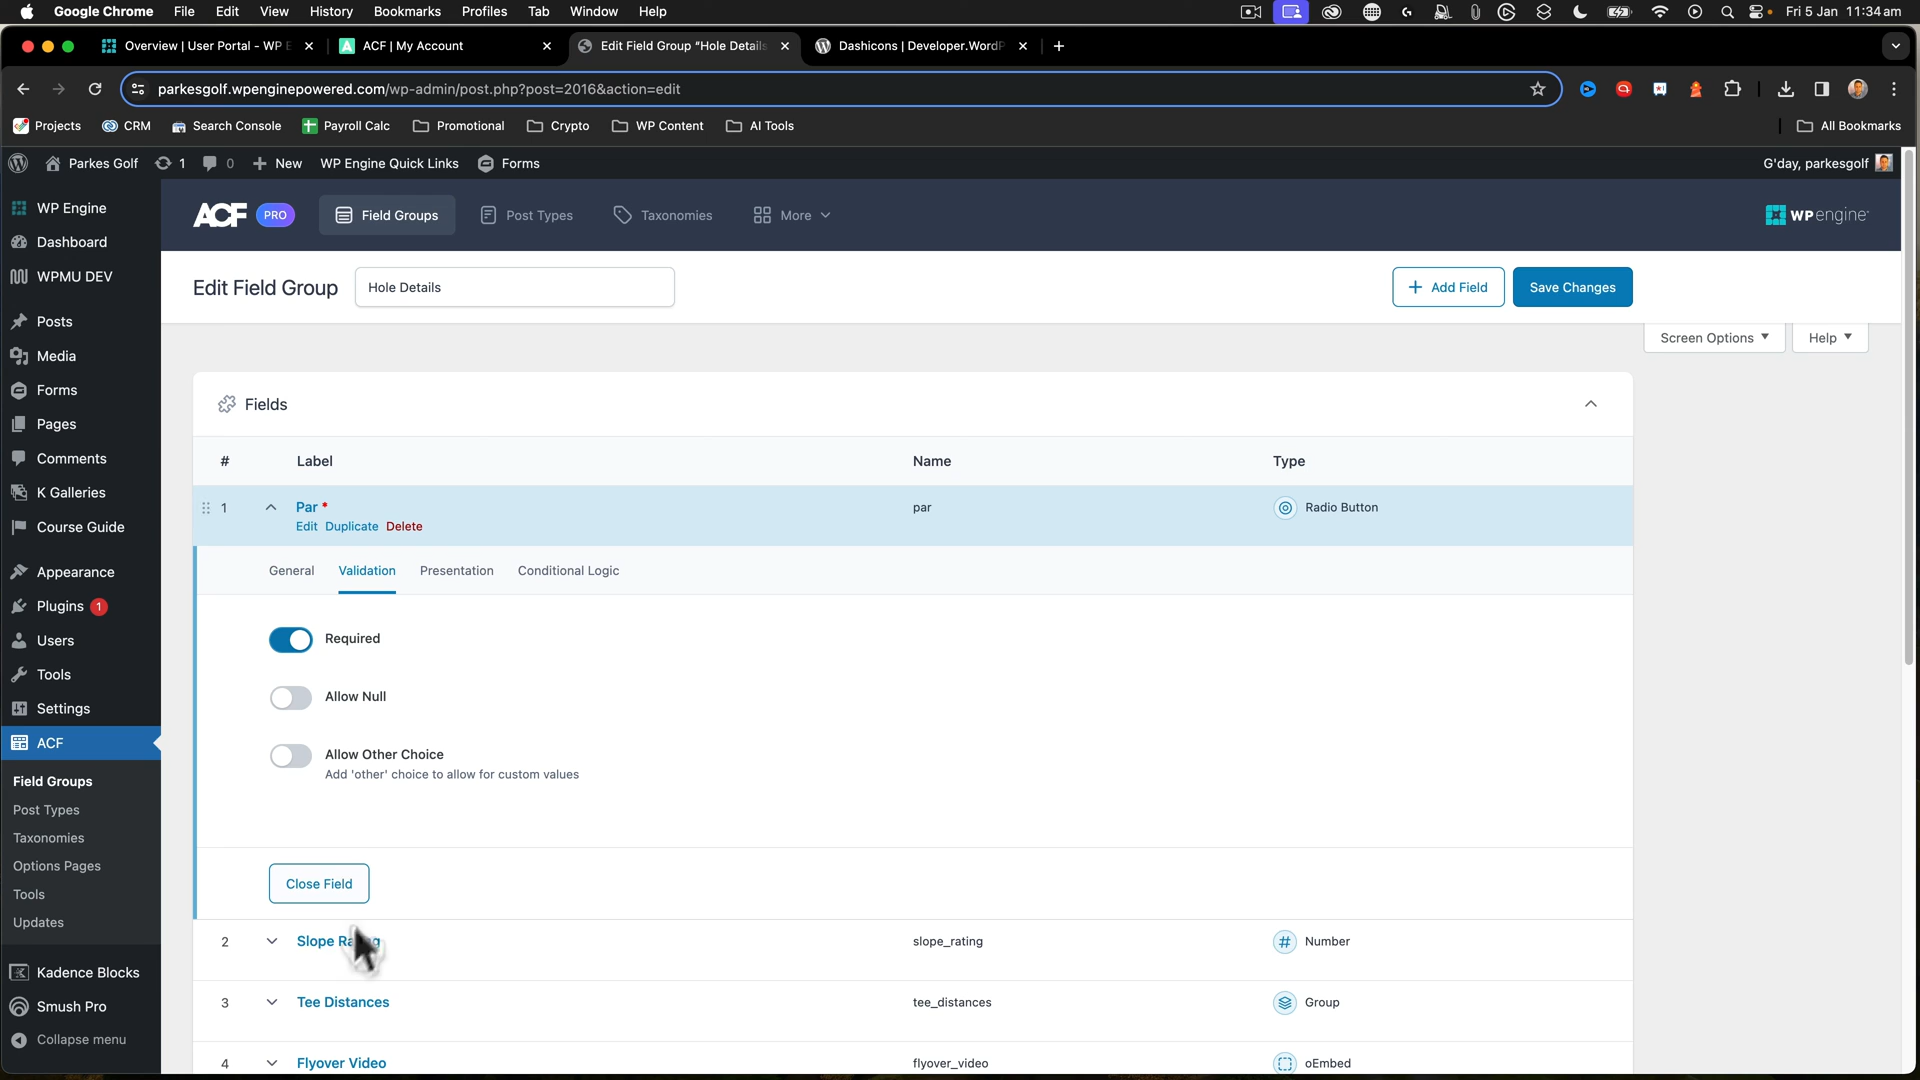 Google Chrome File Edit View History Bookmarks Profiles Tab Window Help Fri 5 Jan 11:34 am
Overview | User Portal - WP E ACF | My Account Edit Field Group "Hole Details Dashicons | Developer.WordP
parkesgolf.wpenginepowered.com/wp-admin/post.php?post=2016&action=edit
Projects CRM Search Console Payroll Calc Promotional Crypto WP Content AI Tools All Bookmarks
Parkes Golf 1 0 New WP Engine Quick Links Forms G'day, parkesgolf
WP Engine
Dashboard
WPMU DEV
Posts
Media
Forms
Pages
Comments
K Galleries
Course Guide
Appearance
Plugins 1
Users
Tools
Settings
ACF
Field Groups
Post Types
Taxonomies
Options Pages
Tools
Updates
Kadence Blocks
Smush Pro
Collapse menu
ACF PRO Field Groups Post Types Taxonomies More WP engine
Edit Field Group Hole Details + Add Field Save Changes
Screen Options Help
Fields
# Label Name Type
1 Par * par Radio Button
Edit Duplicate Delete
General Validation Presentation Conditional Logic
Required
Allow Null
Allow Other Choice
Add 'other' choice to allow for custom values
Close Field
2 Slope slope_rating # Number
3 Tee Distances tee_distances Group
4 Flyover Video flyover_video oEmbed